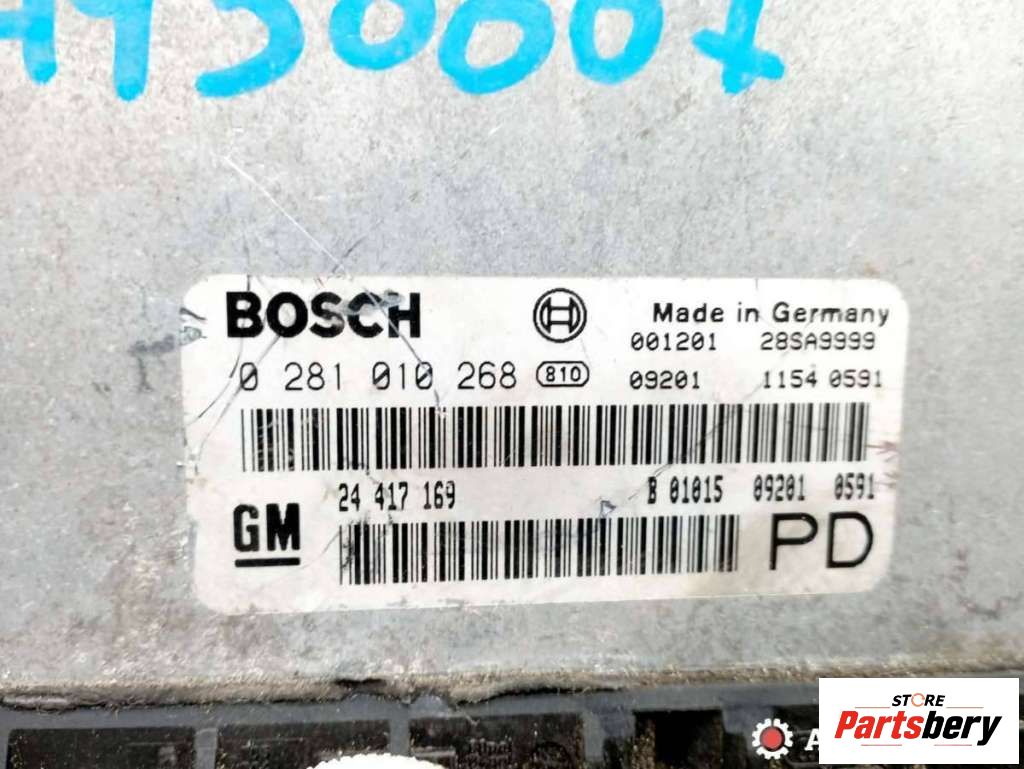 BOSCH Made in Germany
001201 28SA9999
0 281 010 268 810 09201 1154 0591
24 417 169 B 01015 09201 0591
GM PD
STORE
Partsbery